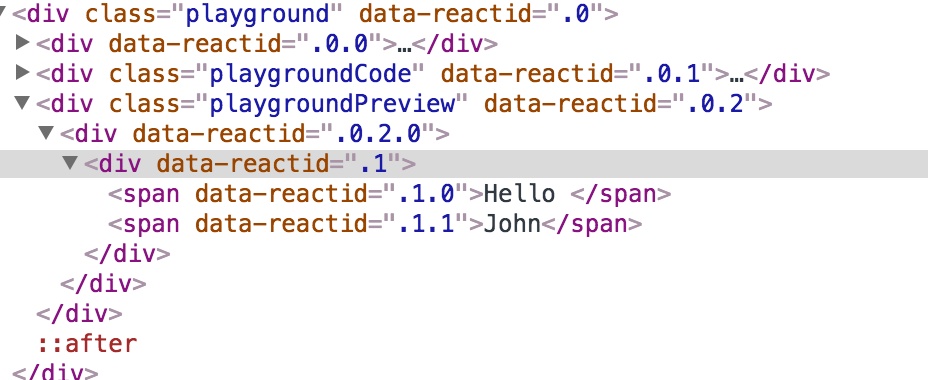 <div class="playground" data-reactid=".0">
<div data-reactid=".0.0">…</div>
<div class="playgroundCode" data-reactid=".0.1">…</div>
<div class="playgroundPreview" data-reactid=".0.2">
<div data-reactid=".0.2.0">
<div data-reactid=".1">
<span data-reactid=".1.0">Hello </span>
<span data-reactid=".1.1">John</span>
</div>
</div>
</div>
::after
</div>